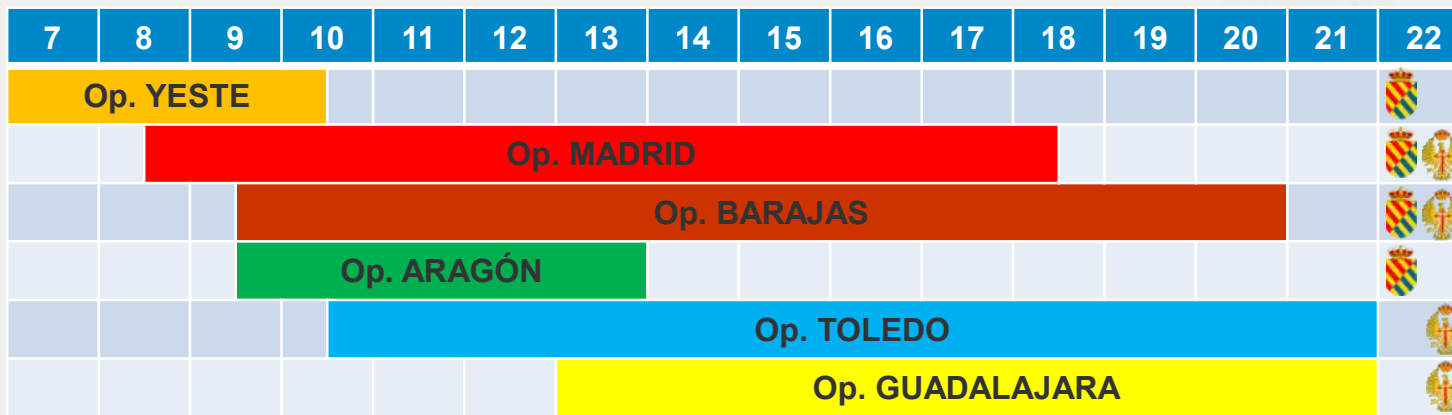 7 8 9 10 11 12 13 14 15 16 17 18 19 20 21 22
Op. YESTE
Op. MADRID
Op. BARAJAS
Op. ARAGÓN
Op. TOLEDO
Op. GUADALAJARA